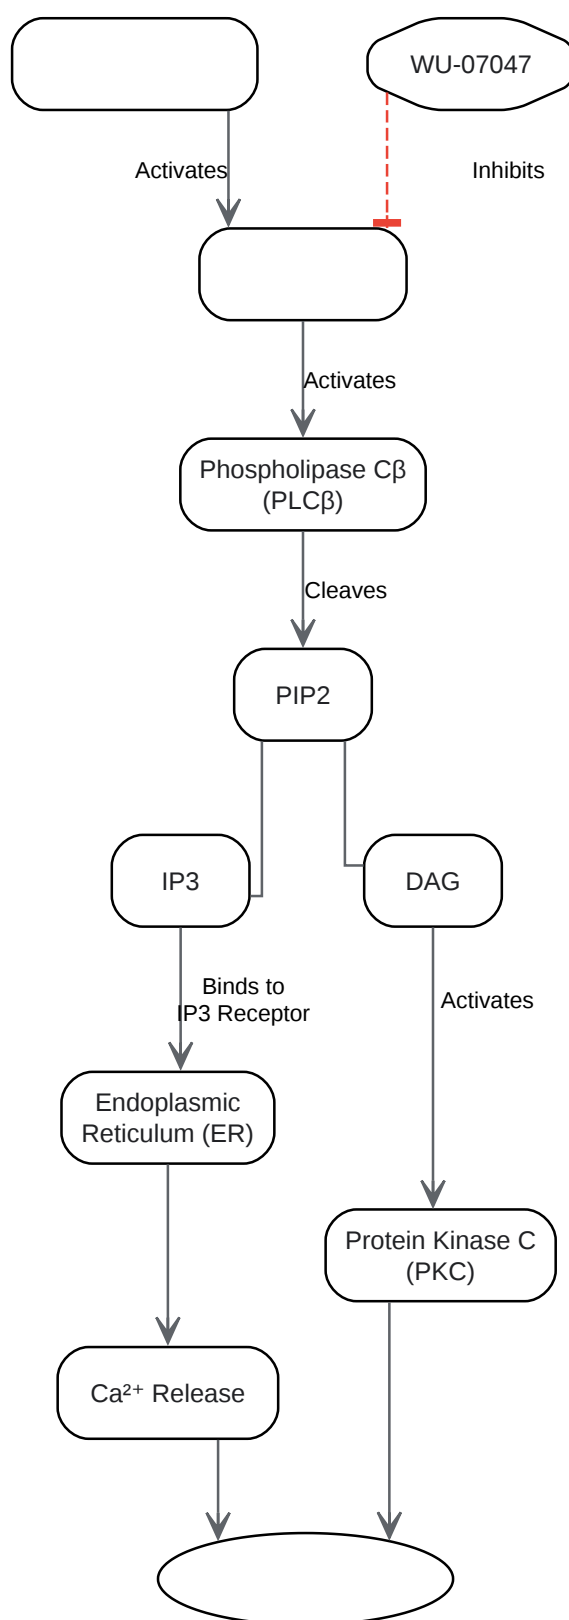 WU-07047
Activates
Inhibits
Activates
Phospholipase Cβ
(PLCβ)
Cleaves
PIP2
IP3
DAG
Binds to
IP3 Receptor
Activates
Endoplasmic
Reticulum (ER)
Protein Kinase C
(PKC)
Ca²⁺ Release